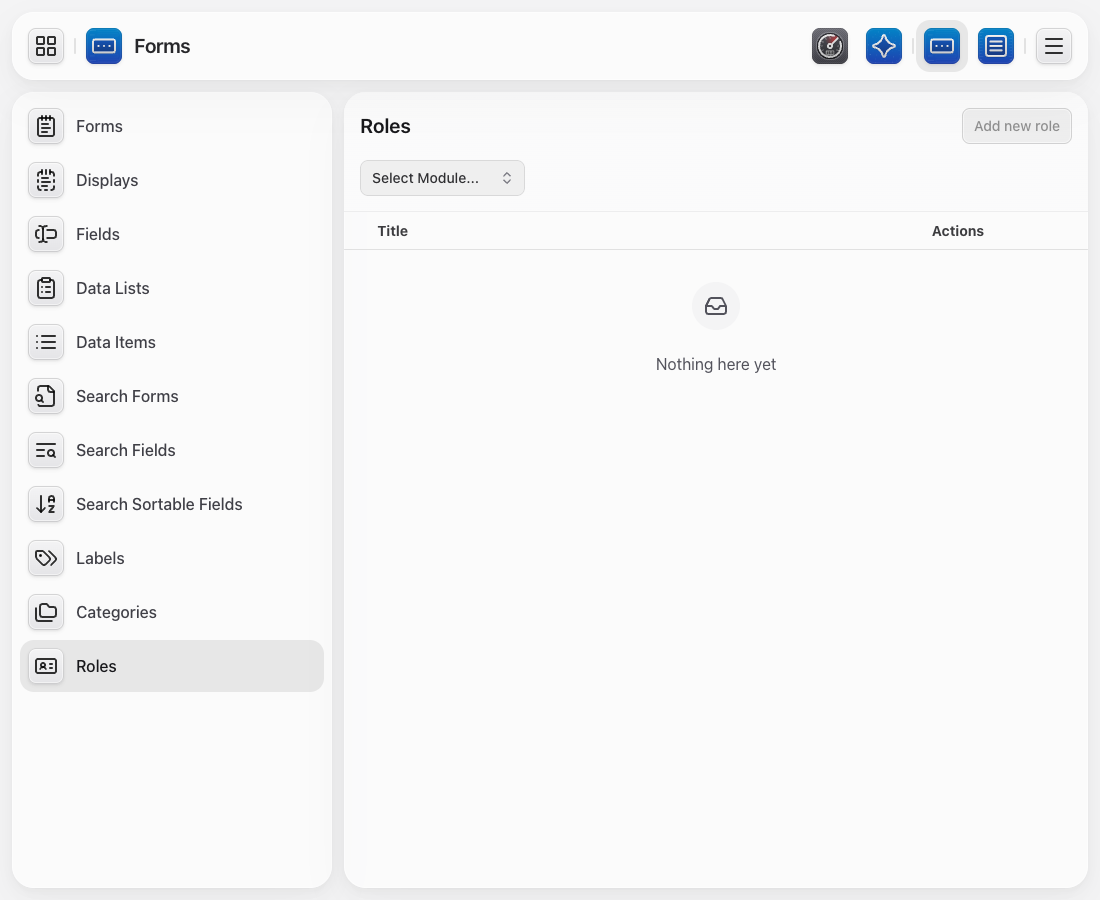 Forms
Forms
Displays
Fields
Data Lists
Data Items
Search Forms
Search Fields
Search Sortable Fields
Labels
Categories
Roles
Roles
Add new role
Select Module...
Title
Actions
Nothing here yet